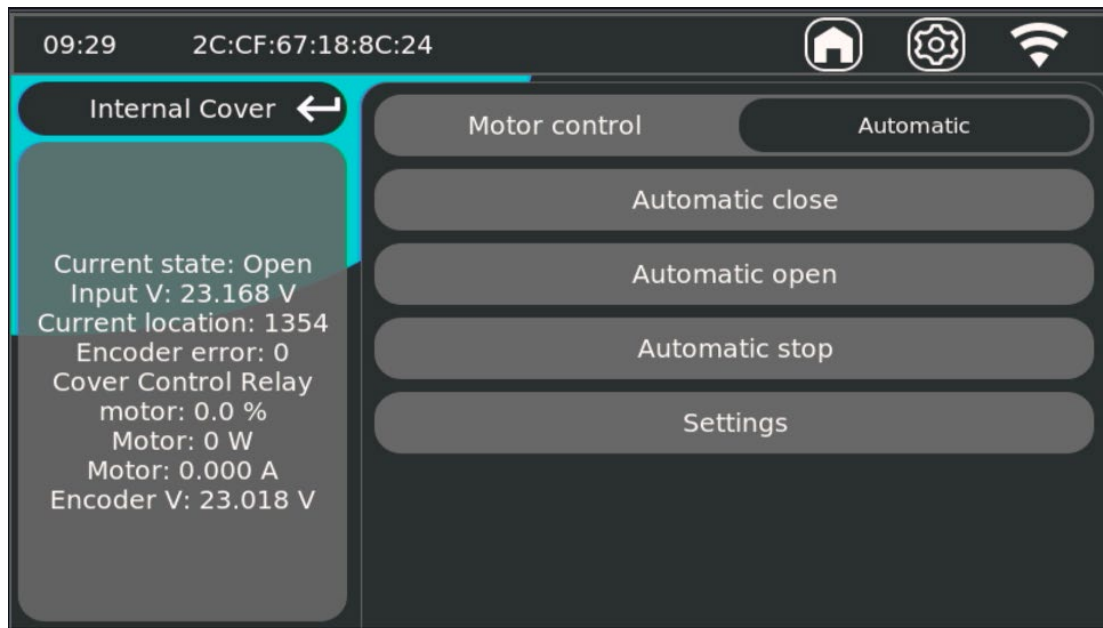 09:29 2C:CF:67:18:8C:24
Internal Cover
Current state: Open
Input V: 23.168 V
Current location: 1354
Encoder error: 0
Cover Control Relay
motor: 0.0 %
Motor: 0 W
Motor: 0.000 A
Encoder V: 23.018 V
Motor control Automatic
Automatic close
Automatic open
Automatic stop
Settings